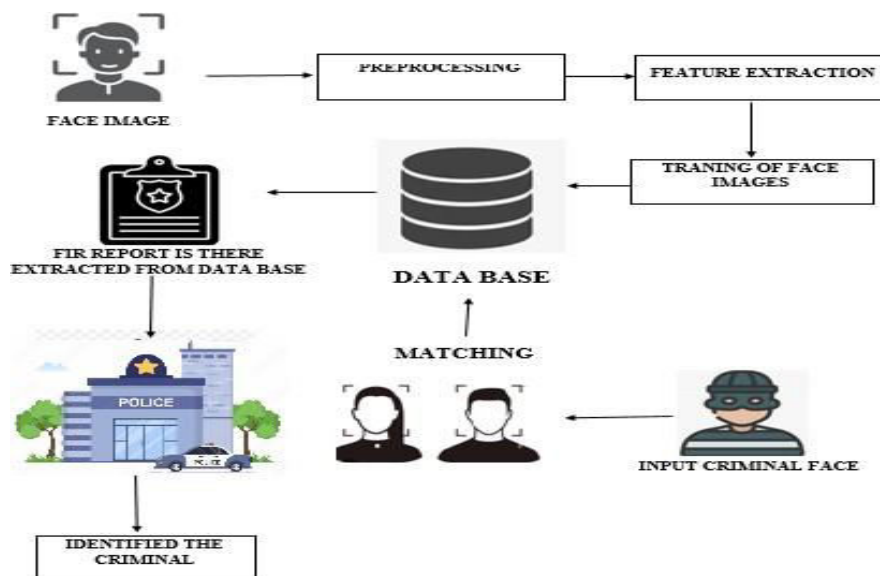 PREPROCESSING
FEATURE EXTRACTION
FACE IMAGE
TRANING OF FACE
IMAGES
FIR REPORT IS THERE
EXTRACTED FROM DATA BASE
DATA BASE
MATCHING
POLICE
POLICE
INPUT CRIMINAL FACE
IDENTIFIED THE
CRIMINAL